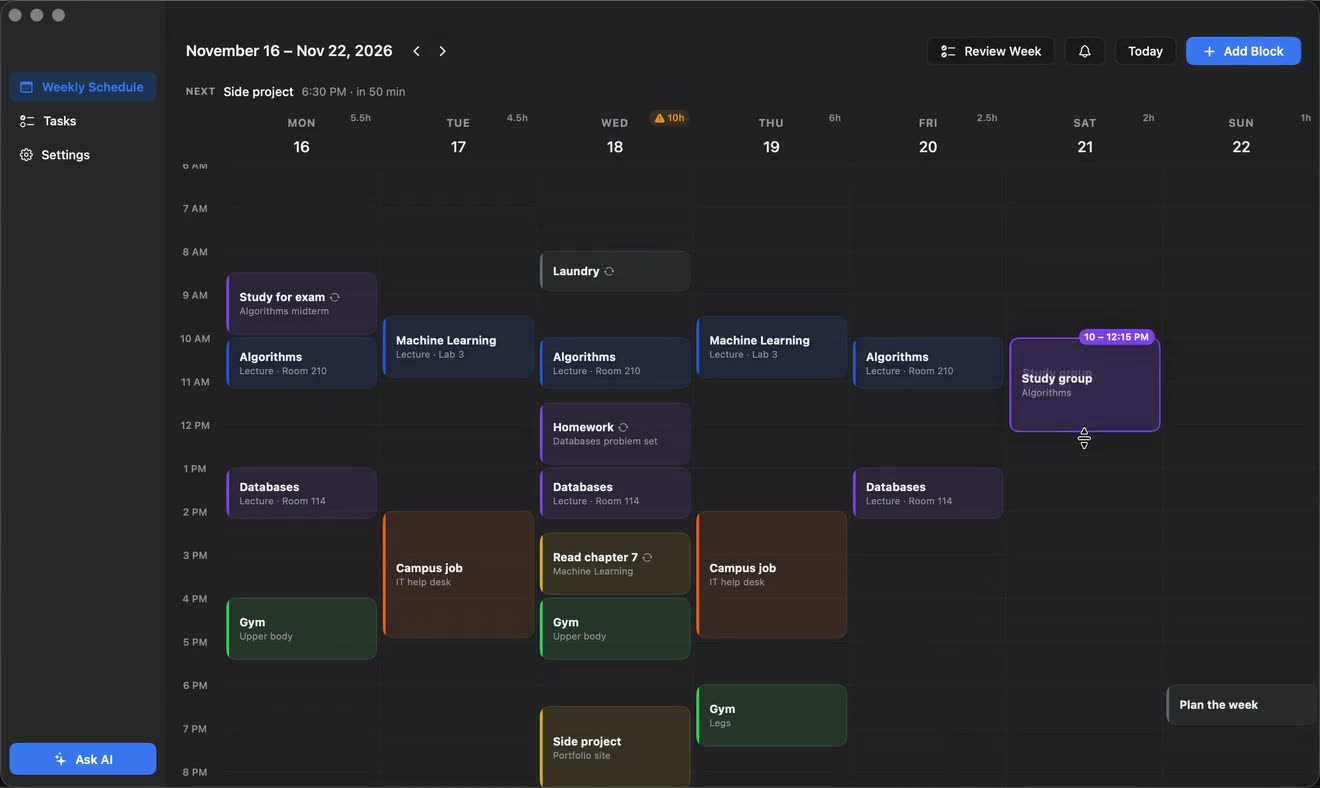 November 16 – Nov 22, 2026
Review Week
Today
Add Block
Weekly Schedule
Tasks
Settings
Ask AI
NEXT Side project 6:30 PM · in 50 min
MON 5.5h
16
TUE 4.5h
17
WED 10h
18
THU 6h
19
FRI 2.5h
20
SAT 2h
21
SUN 1h
22
6 AM
7 AM
8 AM
9 AM
10 AM
11 AM
12 PM
1 PM
2 PM
3 PM
4 PM
5 PM
6 PM
7 PM
8 PM
Study for exam
Algorithms midterm
Algorithms
Lecture · Room 210
Databases
Lecture · Room 114
Gym
Upper body
Machine Learning
Lecture · Lab 3
Campus job
IT help desk
Laundry
Algorithms
Lecture · Room 210
Homework
Databases problem set
Databases
Lecture · Room 114
Read chapter 7
Machine Learning
Gym
Upper body
Side project
Portfolio site
Machine Learning
Lecture · Lab 3
Campus job
IT help desk
Gym
Legs
Algorithms
Lecture · Room 210
Databases
Lecture · Room 114
10 – 12:15 PM
Study group
Study group
Algorithms
Plan the week